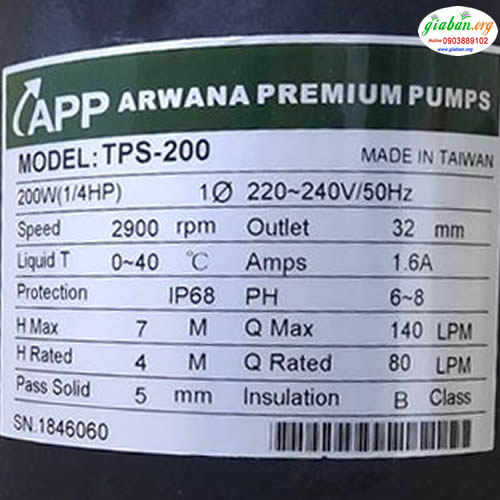 giaban.org
Hotline 0903889102
www.giaban.org
APP ARWANA PREMIUM PUMPS
MODEL: TPS-200 MADE IN TAIWAN
200W(1/4HP) 1Ø 220~240V/50Hz
Speed 2900 rpm Outlet 32 mm
Liquid T 0~40 ℃ Amps 1.6A
Protection IP68 PH 6~8
H Max 7 M Q Max 140 LPM
H Rated 4 M Q Rated 80 LPM
Pass Solid 5 mm Insulation B Class
SN.1846060